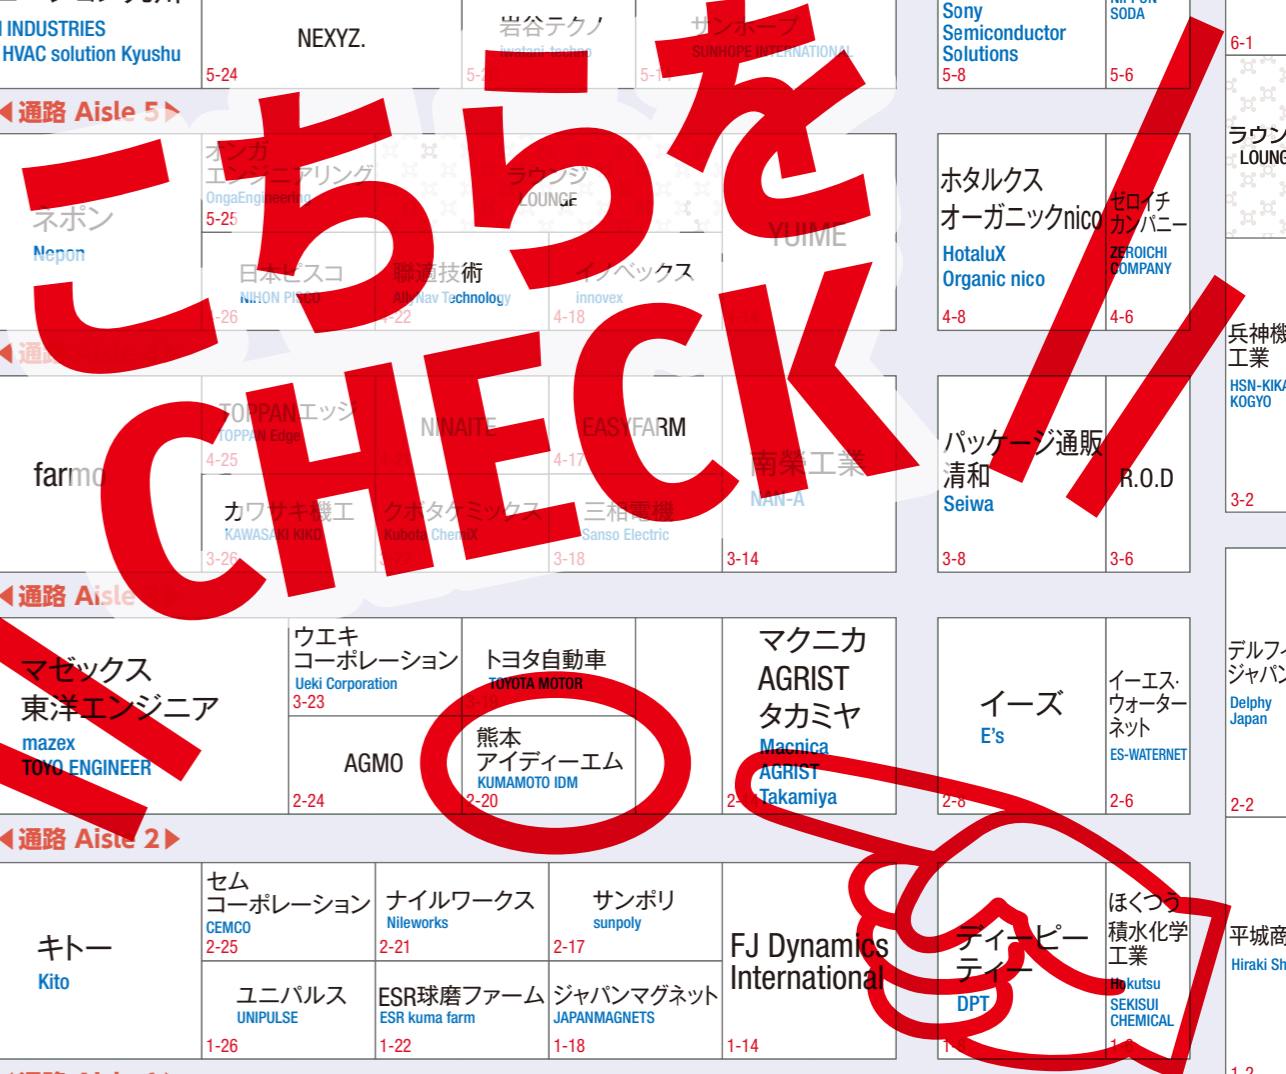 INDUSTRIES
HVAC solution Kyushu
NEXYZ.
5-24
岩谷テクノ
iwatani-techno
サンホープ
SUNHOPE INTERNATIONAL
Sony
Semiconductor
Solutions
5-8
SODA
5-6
6-1
◀通路 Aisle 5▶
こちらを
CHECK
ネポン
Nepon
オンガ
エンジニアリング
OngaEngineering
5-25
ラウンジ
LOUNGE
日本ピスコ
NIHON PISCO
聯適技術
AllyNav Technology
4-22
イノベックス
innovex
4-18
YUIME
ホタルクス
オーガニックnico
HotaluX
Organic nico
4-8
ゼロイチ
カンパニー
ZEROICHI
COMPANY
4-6
ラウン
LOUNG
兵神機
工業
HSN-KIKA
KOGYO
3-2
farmo
TOPPANエッジ
TOPPAN Edge
4-25
NINAITE
EASYFARM
4-17
南榮工業
NAN-A
3-14
カワサキ機工
KAWASAKI KIKO
3-26
クボタケミックス
Kubota ChemiX
三相電機
Sanso Electric
3-18
パッケージ通販
清和
Seiwa
3-8
R.O.D
3-6
マゼックス
東洋エンジニア
mazex
TOYO ENGINEER
ウエキ
コーポレーション
Ueki Corporation
3-23
トヨタ自動車
TOYOTA MOTOR
3-19
AGMO
2-24
熊本
アイディーエム
KUMAMOTO IDM
2-20
マクニカ
AGRIST
タカミヤ
Macnica
AGRIST
Takamiya
イーズ
E's
2-8
イーエス・
ウォーター
ネット
ES-WATERNET
2-6
デルフィ
ジャパン
Delphy
Japan
2-2
◀通路 Aisle 2▶
キトー
Kito
セム
コーポレーション
CEMCO
2-25
ナイルワークス
Nileworks
2-21
サンポリ
sunpoly
2-17
ユニパルス
UNIPULSE
1-26
ESR球磨ファーム
ESR kuma farm
1-22
ジャパンマグネット
JAPANMAGNETS
1-18
FJ Dynamics
International
1-14
ディーピー
ティー
DPT
1-8
ほくつう
積水化学
工業
Hokutsu
SEKISUI
CHEMICAL
平城商
Hiraki Sh